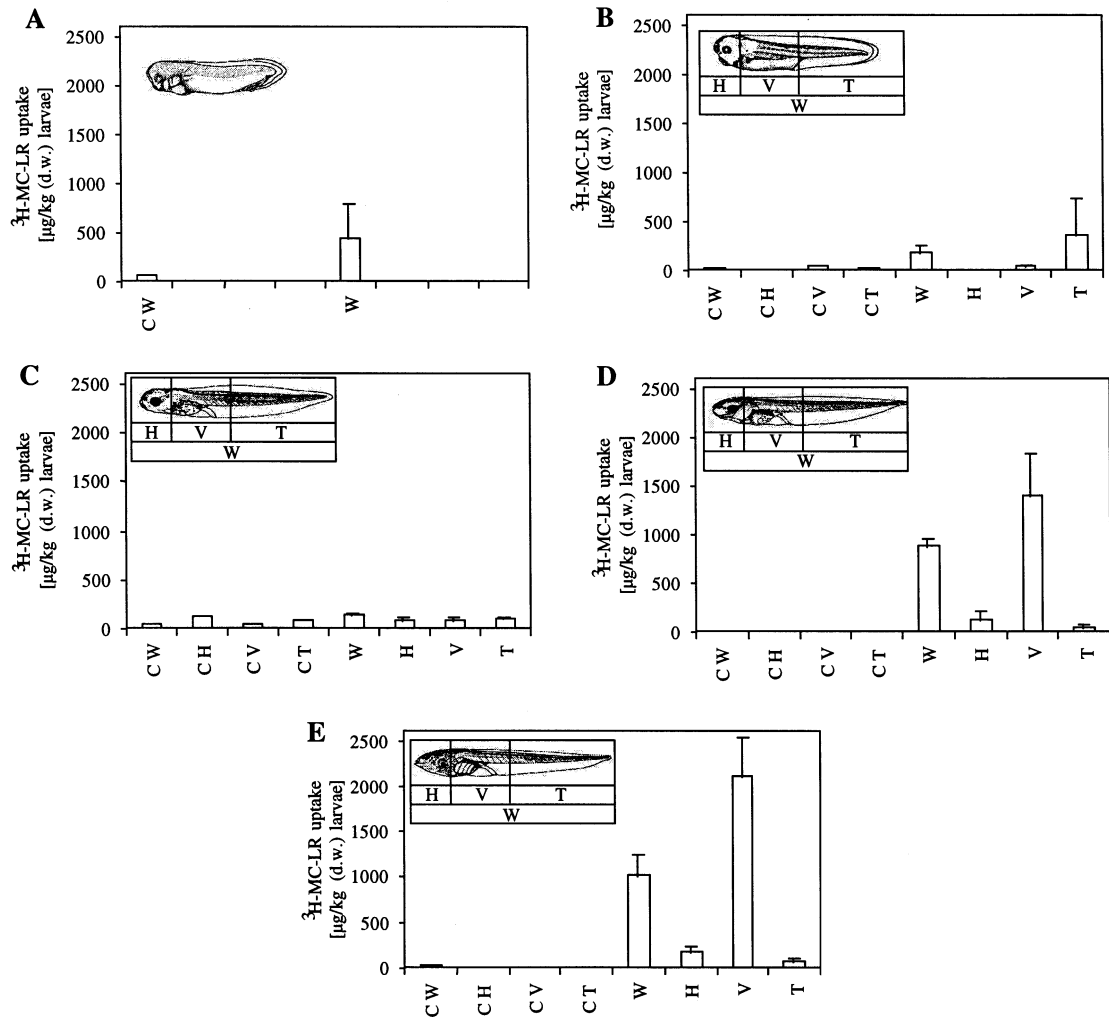 A
³H-MC-LR uptake
[µg/kg (d.w.) larvae]
2500
2000
1500
1000
500
0
C W
W
B
³H-MC-LR uptake
[µg/kg (d.w.) larvae]
2500
2000
1500
1000
500
0
H V T
W
C W
C H
C V
C T
W
H
V
T
C
³H-MC-LR uptake
[µg/kg (d.w.) larvae]
2500
2000
1500
1000
500
0
H V T
W
C W
C H
C V
C T
W
H
V
T
D
³H-MC-LR uptake
[µg/kg (d.w.) larvae]
2500
2000
1500
1000
500
0
H V T
W
C W
C H
C V
C T
W
H
V
T
E
³H-MC-LR uptake
[µg/kg (d.w.) larvae]
2500
2000
1500
1000
500
0
H V T
W
C W
C H
C V
C T
W
H
V
T